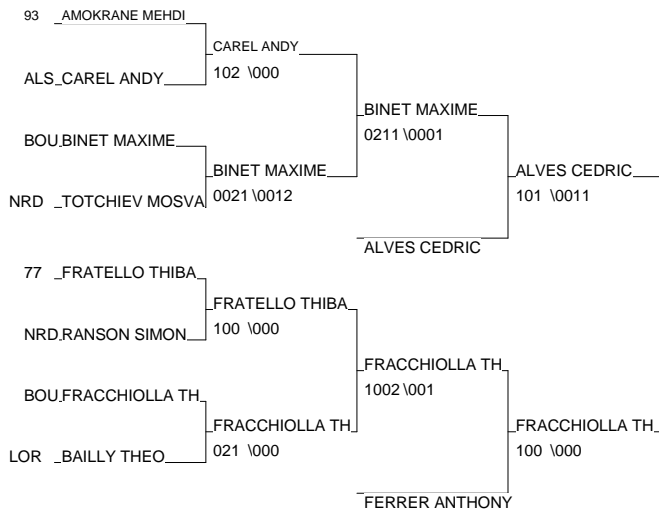 93 AMOKRANE MEHDI
CAREL ANDY
102 \000
ALS CAREL ANDY
BINET MAXIME
0211 \0001
BOU BINET MAXIME
BINET MAXIME
0021 \0012
ALVES CEDRIC
101 \0011
NRD TOTCHIEV MOSVA
ALVES CEDRIC
77 FRATELLO THIBA
FRATELLO THIBA
100 \000
NRD RANSON SIMON
FRACCHIOLLA TH
1002 \001
BOU FRACCHIOLLA TH
FRACCHIOLLA TH
021 \000
FRACCHIOLLA TH
100 \000
LOR BAILLY THEO
FERRER ANTHONY